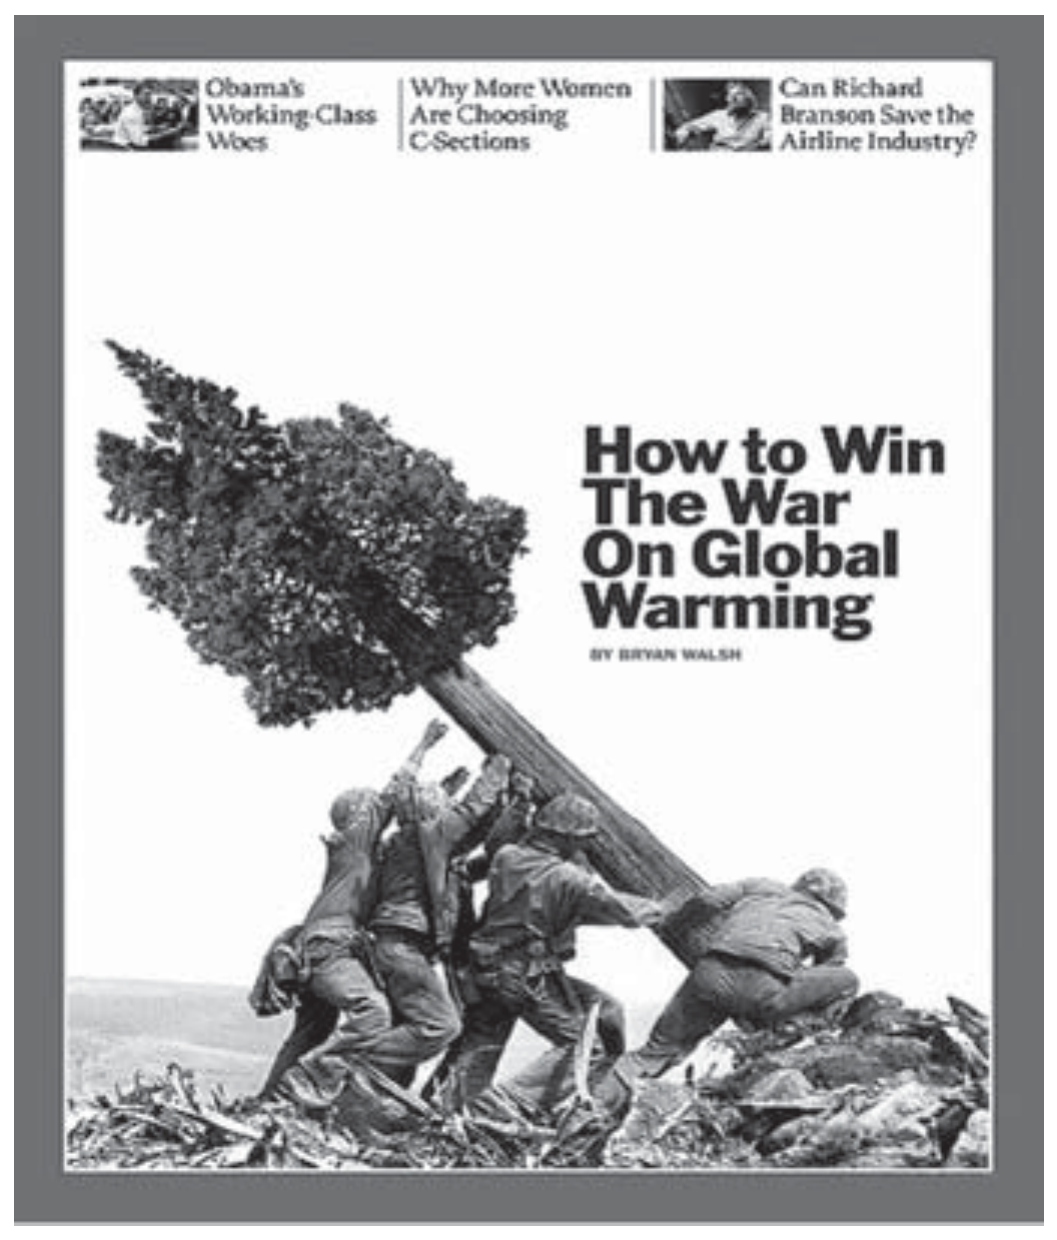 Obama's
Working-Class
Woes
Why More Women
Are Choosing
C-Sections
Can Richard
Branson Save the
Airline Industry?
How to Win
The War
On Global
Warming
BY BRYAN WALSH